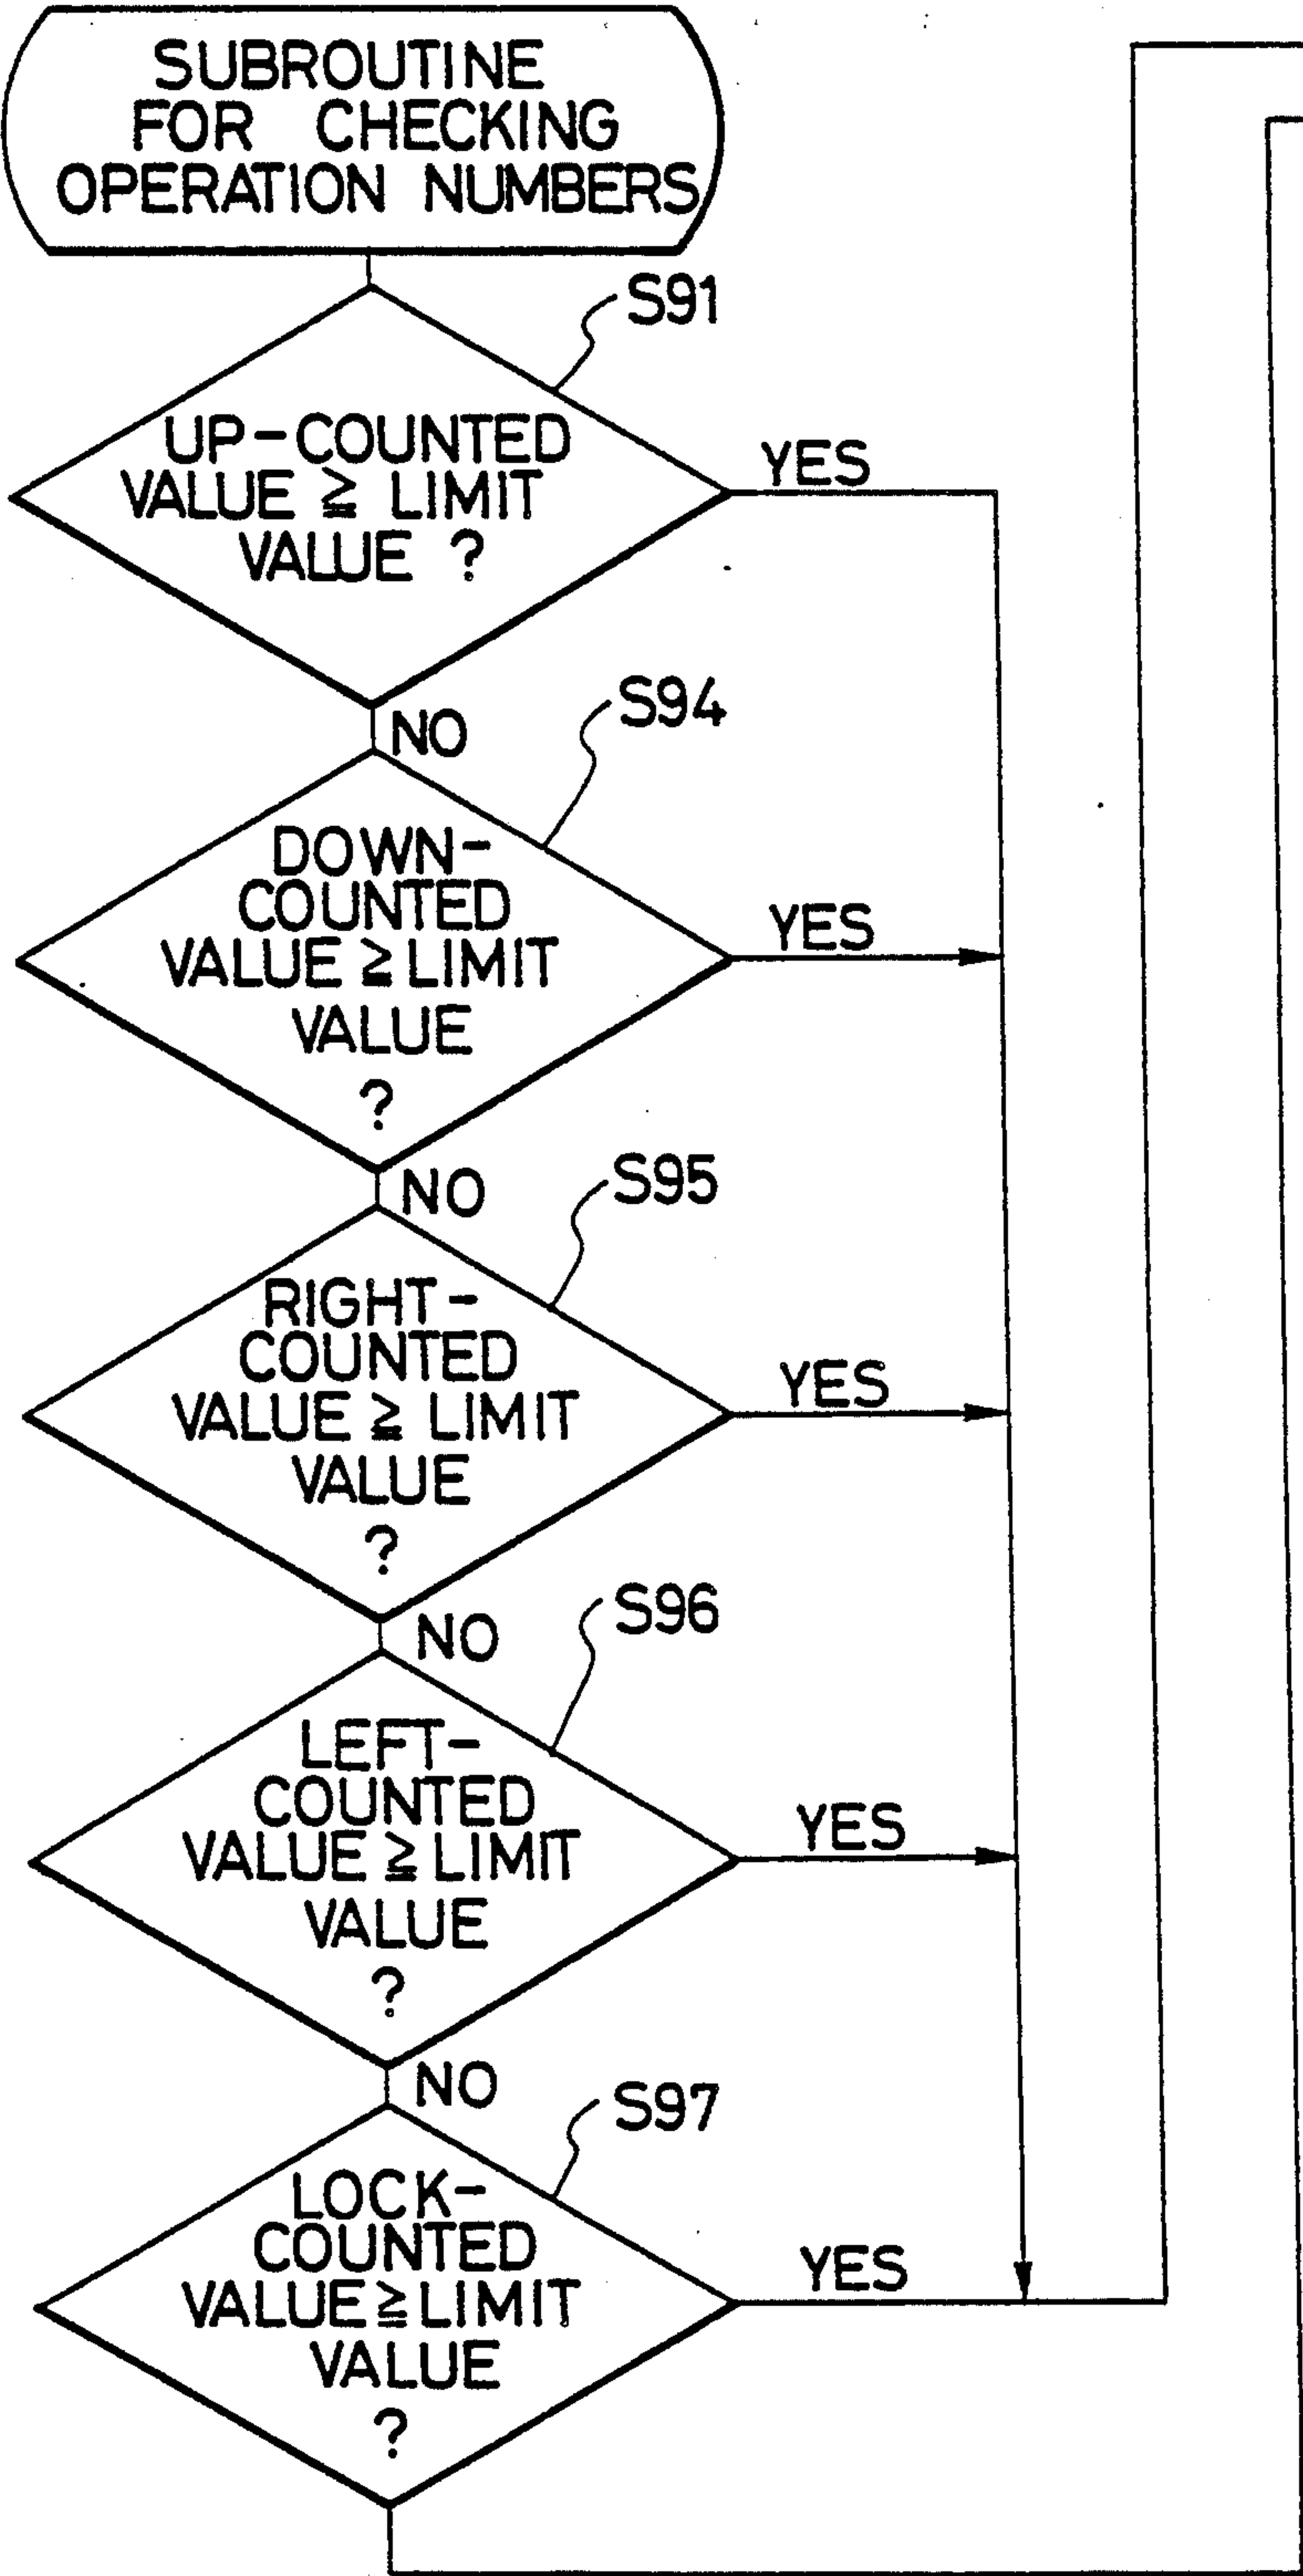 SUBROUTINE
FOR CHECKING
OPERATION NUMBERS
S91
UP-COUNTED
VALUE ≧ LIMIT
VALUE ?
YES
NO
S94
DOWN-
COUNTED
VALUE ≧ LIMIT
VALUE
?
YES
NO
S95
RIGHT-
COUNTED
VALUE ≧ LIMIT
VALUE
?
YES
NO
S96
LEFT-
COUNTED
VALUE ≧ LIMIT
VALUE
?
YES
NO
S97
LOCK-
COUNTED
VALUE ≧ LIMIT
VALUE
?
YES